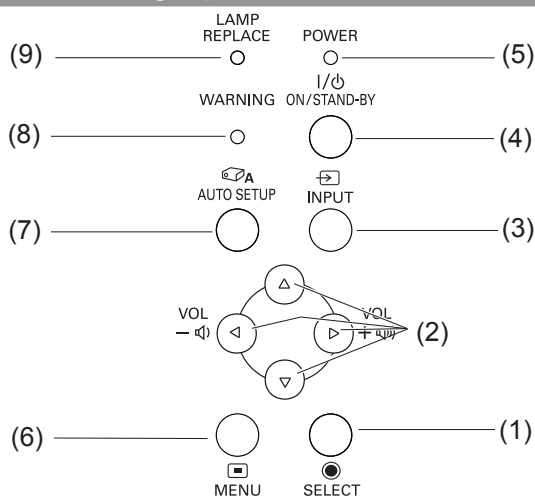 LAMP
REPLACE
POWER
(9)
(5)
I/⏻
WARNING
ON/STAND-BY
(8)
(4)
A
AUTO SETUP
INPUT
(7)
(3)
VOL
VOL
−
+
(2)
(6)
(1)
MENU
SELECT